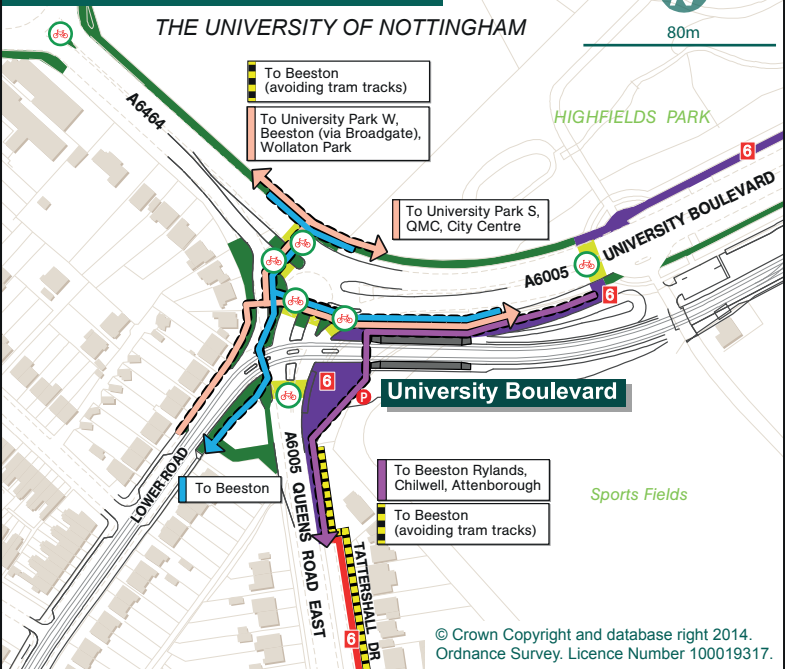 THE UNIVERSITY OF NOTTINGHAM
N
80m
To Beeston
(avoiding tram tracks)
A6464
To University Park W,
Beeston (via Broadgate),
Wollaton Park
HIGHFIELDS PARK
6
To University Park S,
QMC, City Centre
A6005 UNIVERSITY BOULEVARD
6
6
P
University Boulevard
LOWER ROAD
To Beeston
A6005 QUEENS ROAD EAST
To Beeston Rylands,
Chilwell, Attenborough
Sports Fields
To Beeston
(avoiding tram tracks)
TATTERSHALL DR
6
© Crown Copyright and database right 2014.
Ordnance Survey. Licence Number 100019317.